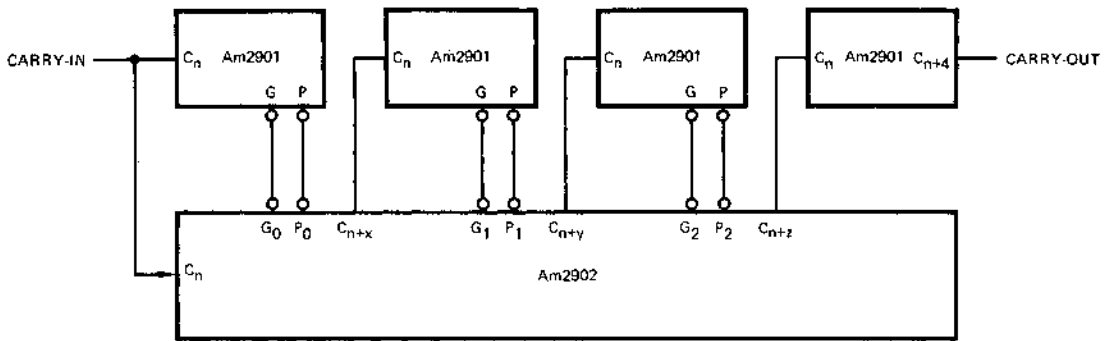 Am2901 Am2901 Am2901
CARRY-IN Cn Cn Cn Cn Am2901 Cn+4 CARRY-OUT
G P G P G P
G0 P0 Cn+x G1 P1 Cn+y G2 P2 Cn+z
Cn Am2902